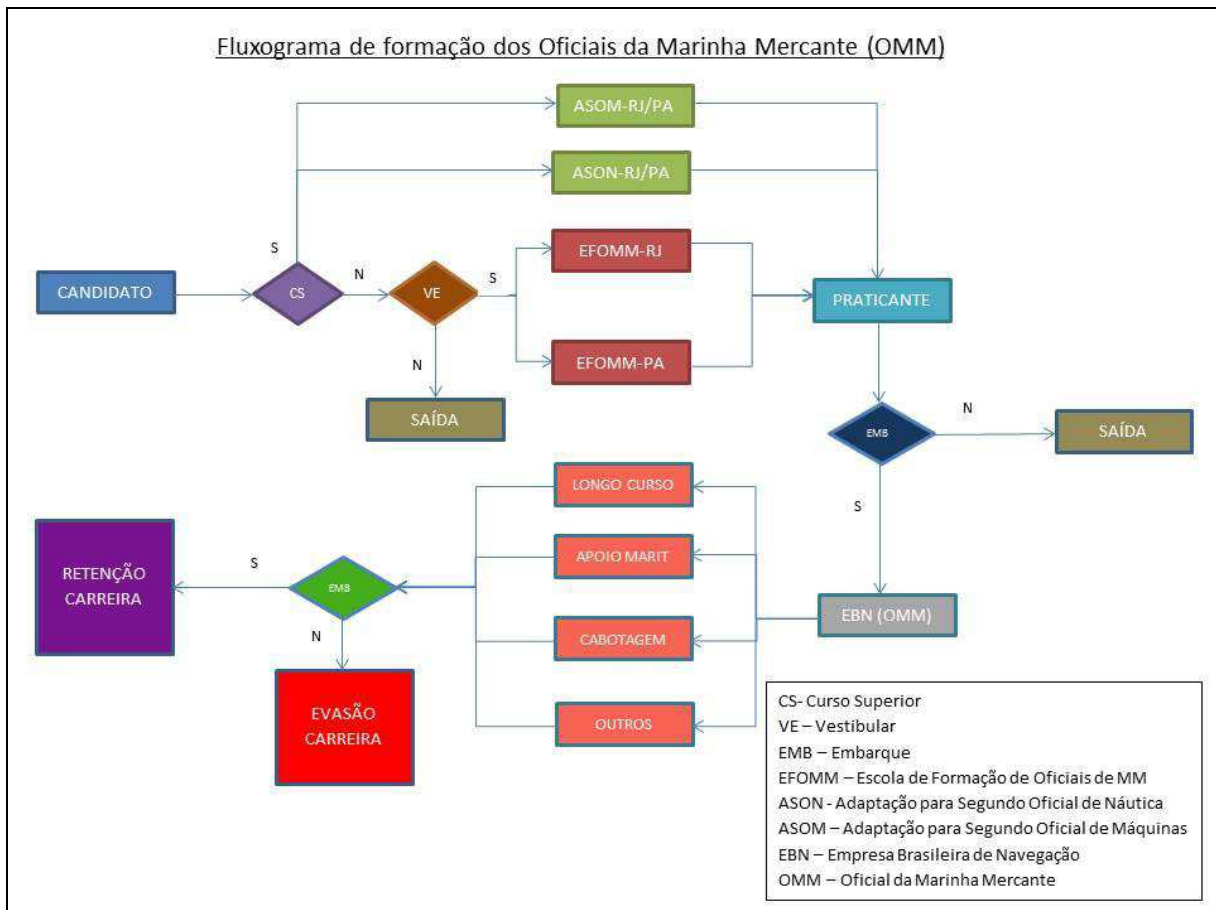 Fluxograma de formação dos Oficiais da Marinha Mercante (OMM)
ASOM-RJ/PA
ASON-RJ/PA
S
EFOMM-RJ
CANDIDATO
CS
N
VE
S
PRATICANTE
EFOMM-PA
N
SAÍDA
EMB
N
SAÍDA
S
LONGO CURSO
APOIO MARIT
RETENÇÃO
CARREIRA
S
EMB
N
EBN (OMM)
CABOTAGEM
EVASÃO
CARREIRA
OUTROS
CS- Curso Superior
VE – Vestibular
EMB – Embarque
EFOMM – Escola de Formação de Oficiais de MM
ASON - Adaptação para Segundo Oficial de Náutica
ASOM – Adaptação para Segundo Oficial de Máquinas
EBN – Empresa Brasileira de Navegação
OMM – Oficial da Marinha Mercante